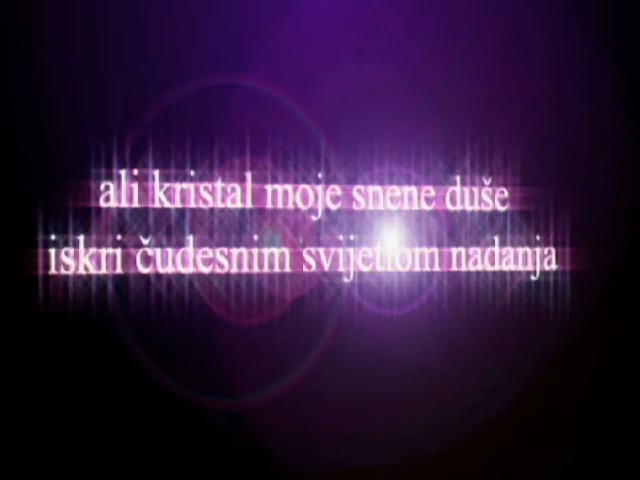 ali kristal moje snene duše
iskri čudesnim svijetlom nadanja